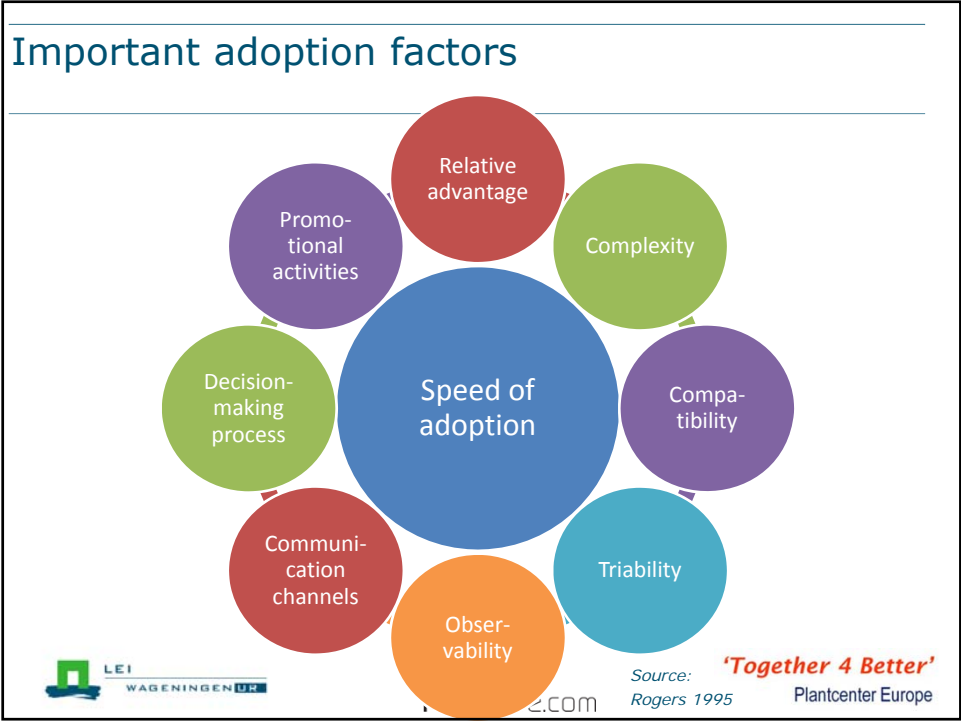 Important adoption factors
Relative
advantage
Complexity
Compa-
tibility
Triability
Obser-
vability
Communi-
cation
channels
Decision-
making
process
Promo-
tional
activities
Speed of
adoption
LEI
WAGENINGEN UR
.com
Source:
Rogers 1995
'Together 4 Better'
Plantcenter Europe